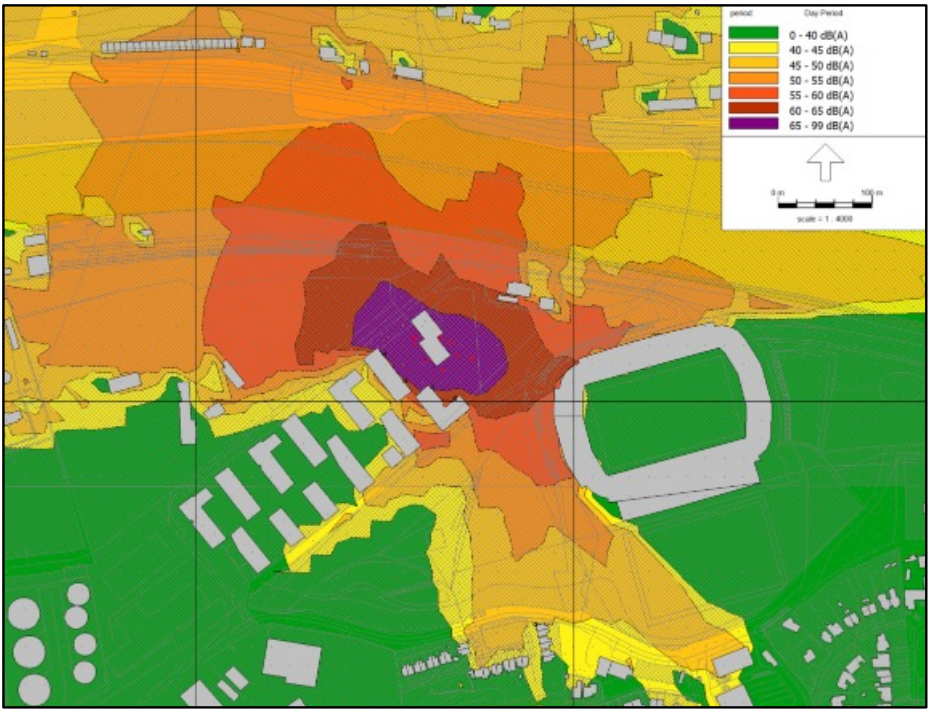 period: Day Period
0 - 40 dB(A)
40 - 45 dB(A)
45 - 50 dB(A)
50 - 55 dB(A)
55 - 60 dB(A)
60 - 65 dB(A)
65 - 99 dB(A)
0 m 100 m
scale = 1 : 4000